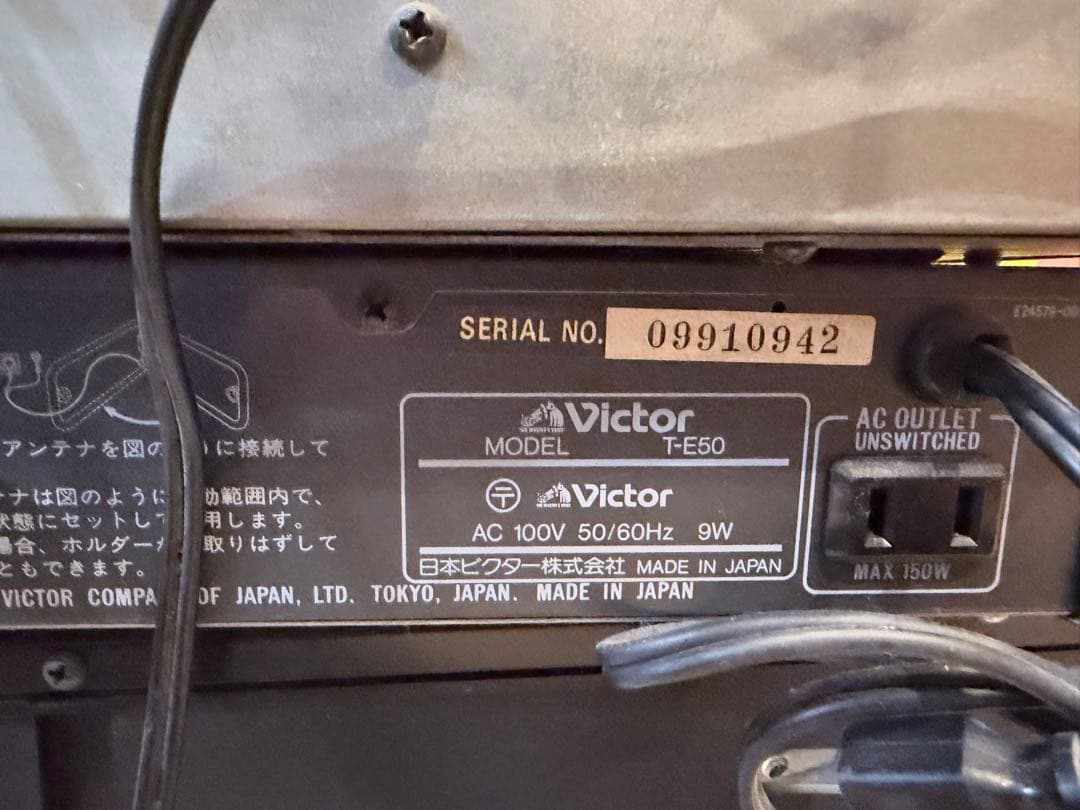 SERIAL NO. 09910942
Victor
MODEL T-E50
〒 Victor
AC 100V 50/60Hz 9W
日本ビクター株式会社 MADE IN JAPAN
AC OUTLET
UNSWITCHED
MAX 150W
アンテナを図の に接続して
ナは図のように 動範囲内で、
状態にセットして 用します。
場合、ホルダーか 取りはずして
ともできます。
VICTOR COMPA OF JAPAN, LTD. TOKYO, JAPAN. MADE IN JAPAN